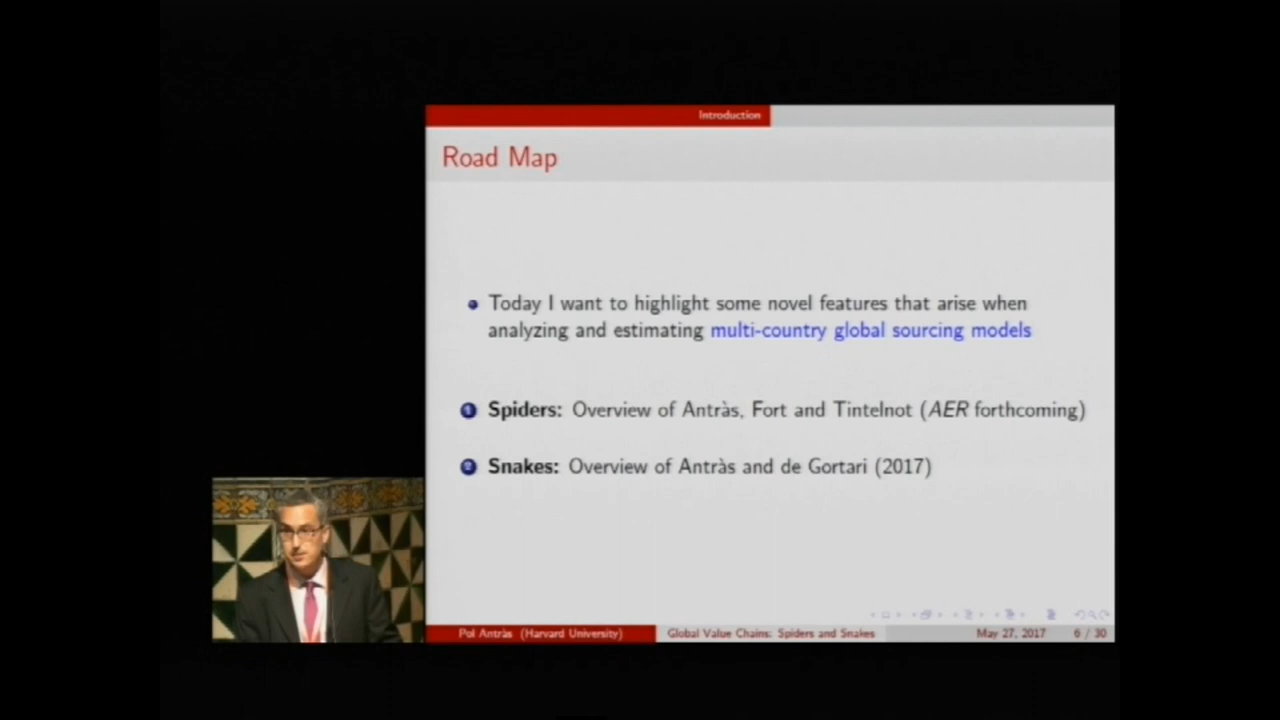 Introduction
Road Map
Today I want to highlight some novel features that arise when
analyzing and estimating multi-country global sourcing models
1 Spiders: Overview of Antràs, Fort and Tintelnot (AER forthcoming)
2 Snakes: Overview of Antràs and de Gortari (2017)
Pol Antràs (Harvard University) Global Value Chains: Spiders and Snakes May 27, 2017 6 / 30